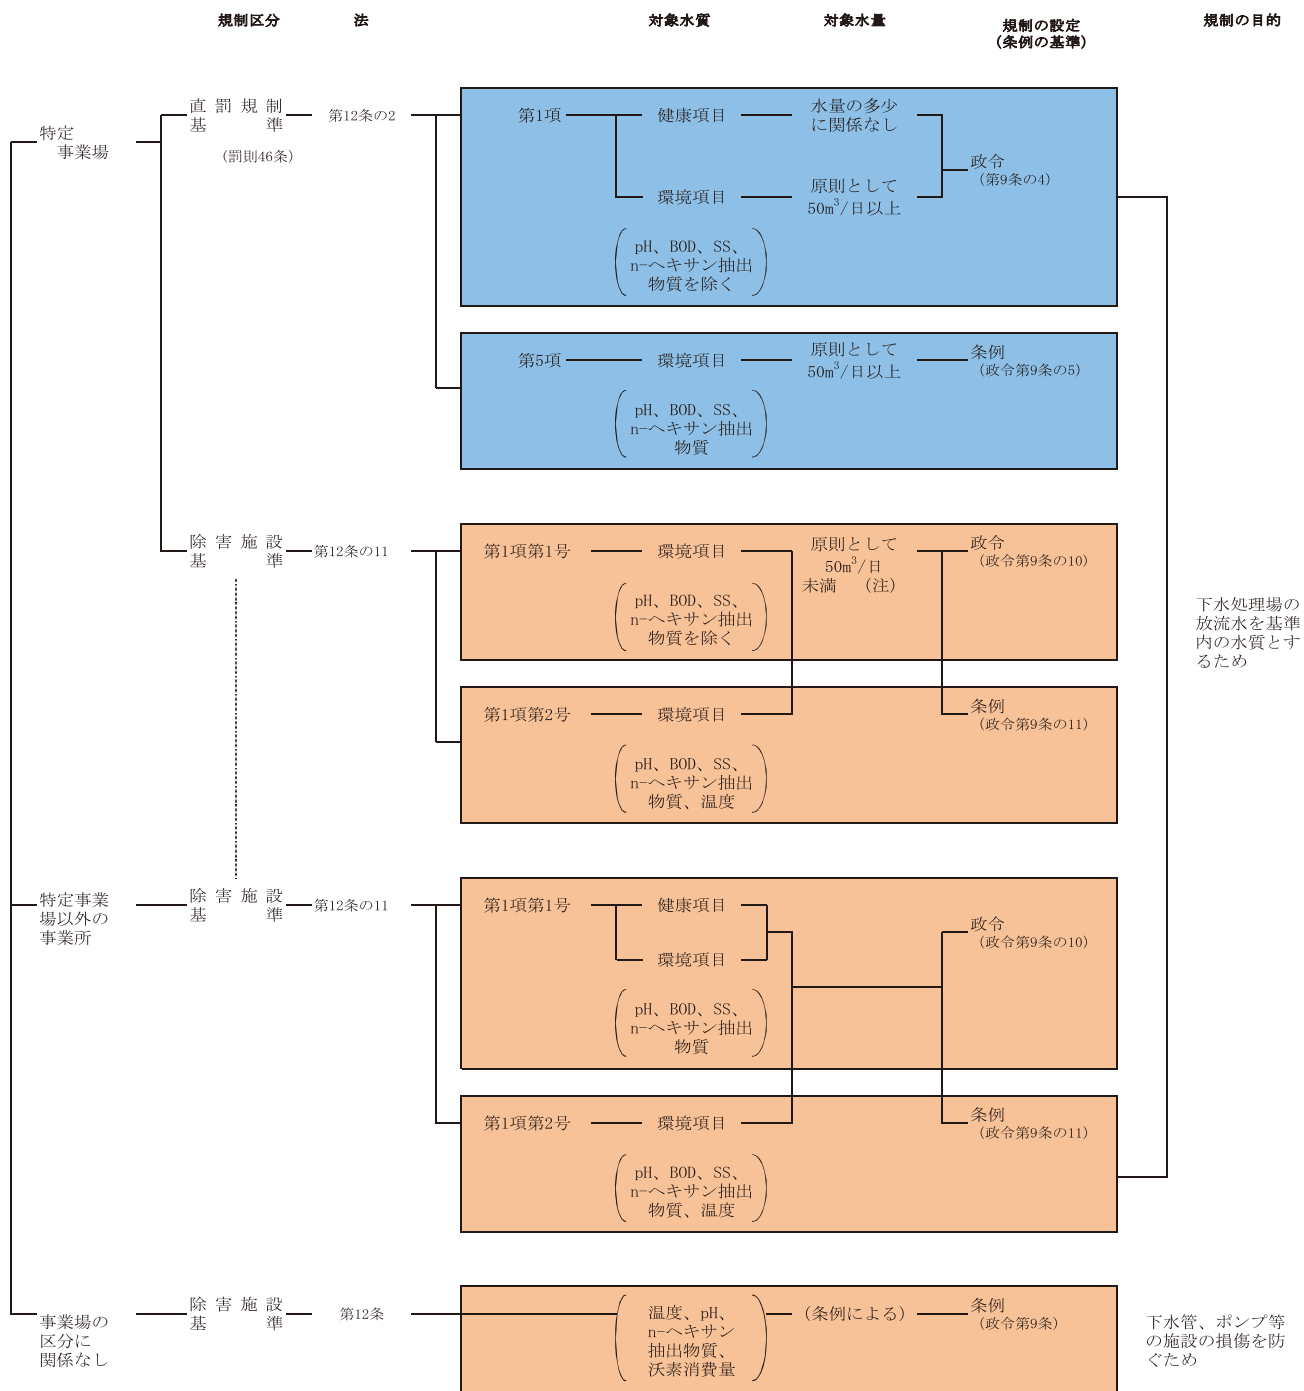 規制区分
法
対象水質
対象水量
規制の設定
(条例の基準)
規制の目的
特定
事業場
直罰規制
基準
(罰則46条)
第12条の2
第1項
健康項目
水量の多少
に関係なし
環境項目
原則として
50m³/日以上
政令
(第9条の4)
pH、BOD、SS、
n-ヘキサン抽出
物質を除く
第5項
環境項目
原則として
50m³/日以上
条例
(政令第9条の5)
pH、BOD、SS、
n-ヘキサン抽出
物質
除害施設
基準
第12条の11
第1項第1号
環境項目
原則として
50m³/日
未満 (注)
政令
(政令第9条の10)
pH、BOD、SS、
n-ヘキサン抽出
物質を除く
第1項第2号
環境項目
条例
(政令第9条の11)
pH、BOD、SS、
n-ヘキサン抽出
物質、温度
下水処理場の
放流水を基準
内の水質とす
るため
特定事業
場以外の
事業所
除害施設
基準
第12条の11
第1項第1号
健康項目
環境項目
政令
(政令第9条の10)
pH、BOD、SS、
n-ヘキサン抽出
物質
第1項第2号
環境項目
条例
(政令第9条の11)
pH、BOD、SS、
n-ヘキサン抽出
物質、温度
事業場の
区分に
関係なし
除害施設
基準
第12条
温度、pH、
n-ヘキサン
抽出物質、
沃素消費量
(条例による)
条例
(政令第9条)
下水管、ポンプ等
の施設の損傷を防
ぐため